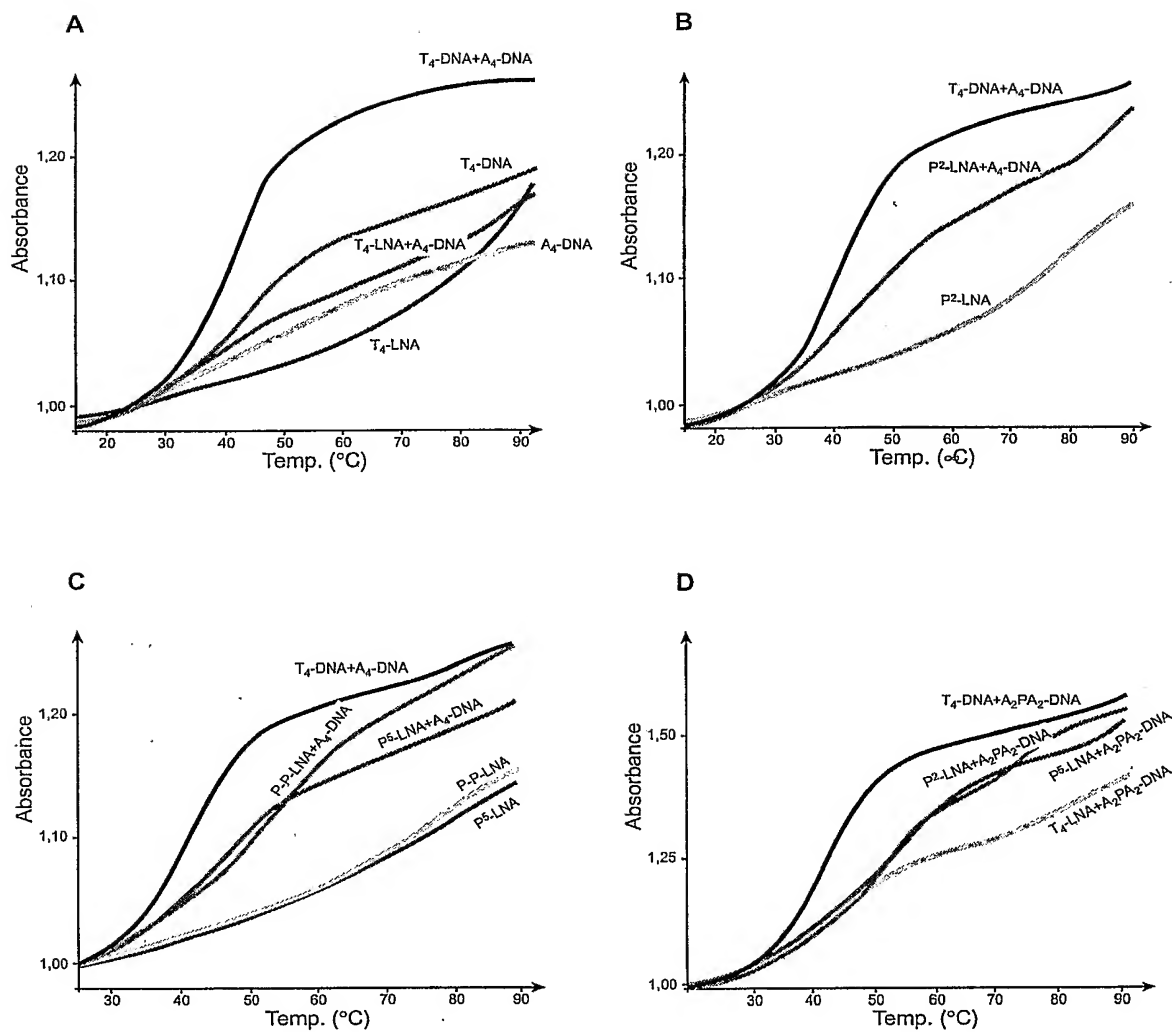 A
T₄-DNA+A₄-DNA
1,20
T₄-DNA
Absorbance
T₄-LNA+A₄-DNA
A₄-DNA
1,10
T₄-LNA
1,00
20 30 40 50 60 70 80 90
Temp. (°C)
B
T₄-DNA+A₄-DNA
1,20
P²-LNA+A₄-DNA
Absorbance
1,10
P²-LNA
1,00
20 30 40 50 60 70 80 90
Temp. (∞C)
C
T₄-DNA+A₄-DNA
1,20
P-P-LNA+A₄-DNA
P⁵-LNA+A₄-DNA
Absorbance
1,10
P-P-LNA
P⁵-LNA
1,00
30 40 50 60 70 80 90
Temp. (°C)
D
T₄-DNA+A₂PA₂-DNA
1,50
P²-LNA+A₂PA₂-DNA
P⁵-LNA+A₂PA₂-DNA
Absorbance
T₄-LNA+A₂PA₂-DNA
1,25
1,00
30 50 60 70 80 90
Temp. (°C)